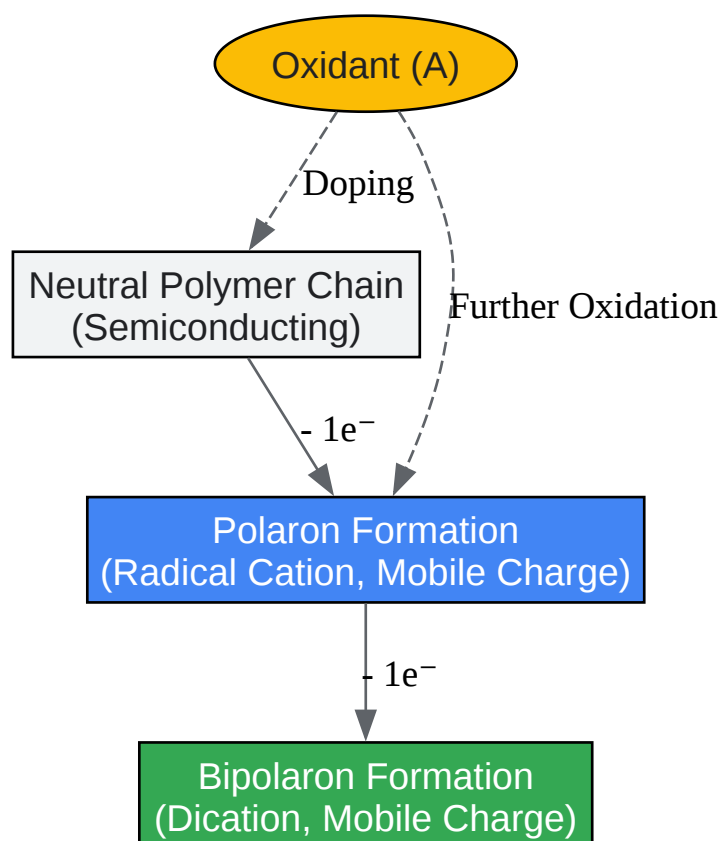 Oxidant (A)
Doping
Neutral Polymer Chain
(Semiconducting)
Further Oxidation
- 1e⁻
Polaron Formation
(Radical Cation, Mobile Charge)
- 1e⁻
Bipolaron Formation
(Dication, Mobile Charge)